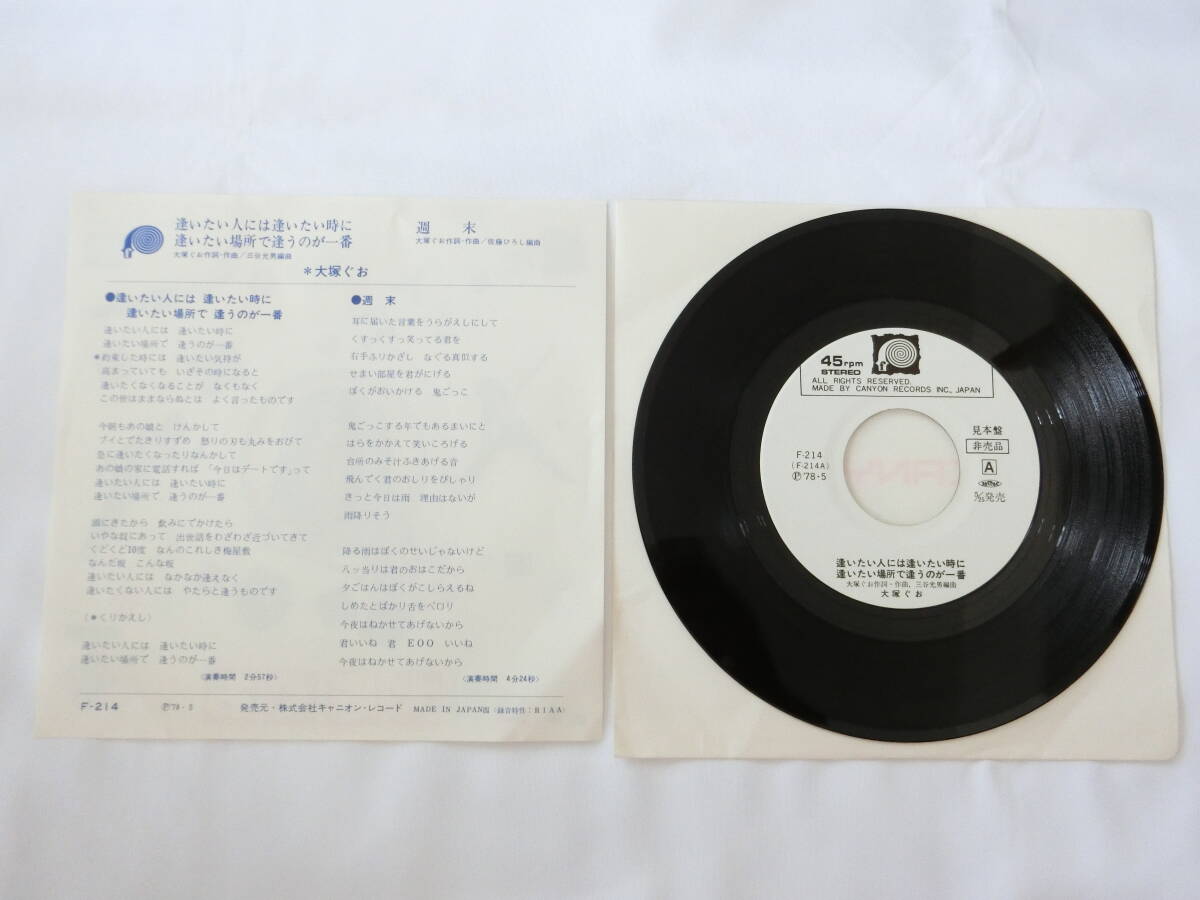 逢いたい人には逢いたい時に
逢いたい場所で逢うのが一番
大塚ぐお作詞・作曲/三谷光男編曲
週 末
大塚ぐお作詞・作曲/佐藤ひろし編曲
*大塚ぐお
●逢いたい人には 逢いたい時に
逢いたい場所で 逢うのが一番
逢いたい人には 逢いたい時に
逢いたい場所で 逢うのが一番
*約束した時には 逢いたい気持が
高まっていても いざその時になると
逢いたくなくなることが なくもなく
この世はままならぬとは よく言ったものです
今朝もあの娘と けんかして
プイとでたきりすずめ 怒りの刃も丸みをおびて
急に逢いたくなったりなんかして
あの娘の家に電話すれば 「今日はデートです」って
逢いたい人には 逢いたい時に
逢いたい場所で 逢うのが一番
頭にきたから 飲みにでかけたら
いやな奴にあって 出世話をわざわざ近づいてきて
くどくど10度 なんのこれしき梅屋敷
なんだ坂 こんな坂
逢いたい人には なかなか逢えなく
逢いたくない人には やたらと逢うものです
(*くりかえし)
逢いたい人には 逢いたい時に
逢いたい場所で 逢うのが一番
〈演奏時間 2分57秒〉
●週 末
耳に届いた言葉をうらがえしにして
くすっくすっ笑ってる君を
右手ふりかざし なぐる真似する
せまい部屋を君がにげる
ぼくがおいかける 鬼ごっこ
鬼ごっこする年でもあるまいにと
はらをかかえて笑いころげる
台所のみそ汁ふきあげる音
飛んでく君のおしりをぴしゃり
きっと今日は雨 理由はないが
雨降りそう
降る雨はぼくのせいじゃないけど
八ッ当りは君のおはこだから
夕ごはんはぼくがこしらえるね
しめたとばかり舌をペロリ
今夜はねかせてあげないから
君いいね 君 EOO いいね
今夜はねかせてあげないから
〈演奏時間 4分24秒〉
F-214 Ⓟ'78・5 発売元・株式会社キャニオン・レコード MADE IN JAPAN (録音特性:RIAA)
45rpm
STEREO
ALL RIGHTS RESERVED.
MADE BY CANYON RECORDS INC., JAPAN
F-214
(F-214A)
Ⓟ'78・5
見本盤
非売品
A
発売
逢いたい人には逢いたい時に
逢いたい場所で逢うのが一番
大塚ぐお作詞・作曲、三谷光男編曲
大塚ぐお